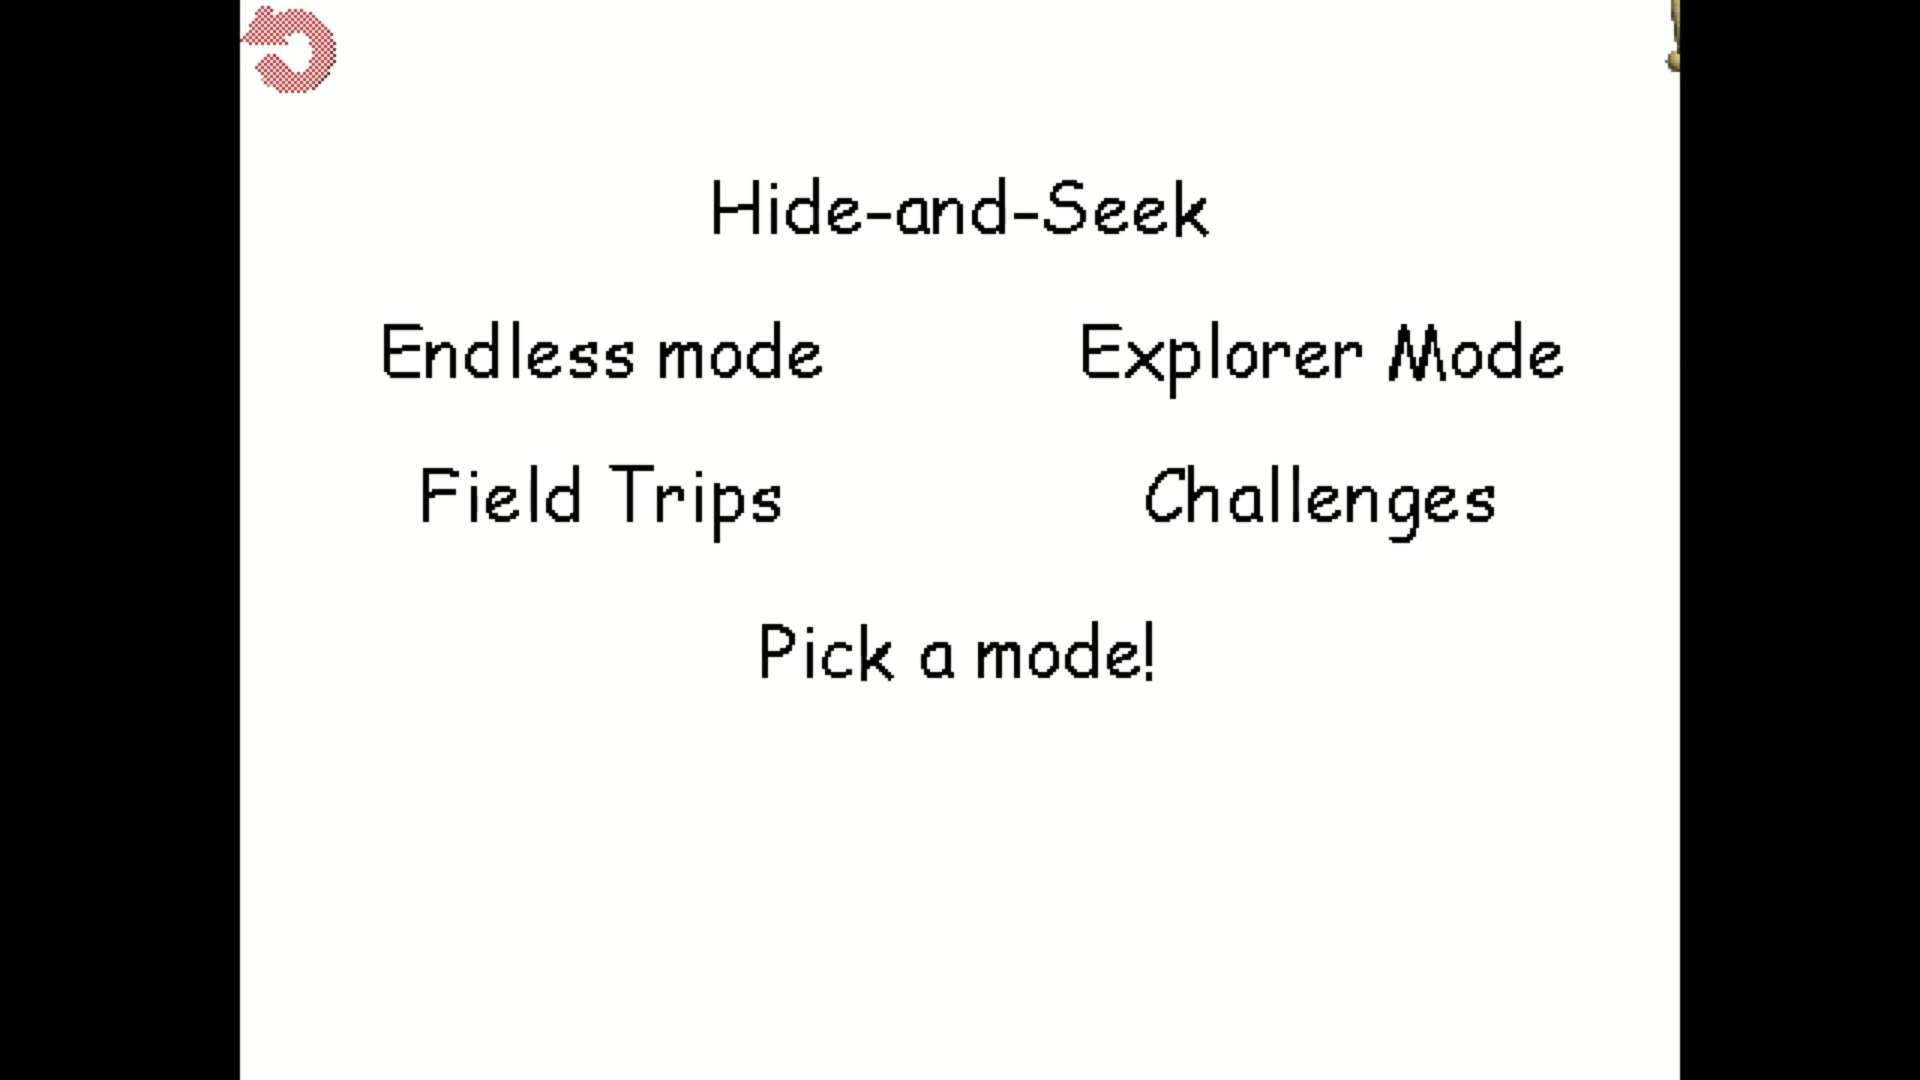 Hide-and-Seek
Endless mode
Explorer Mode
Field Trips
Challenges
Pick a mode!